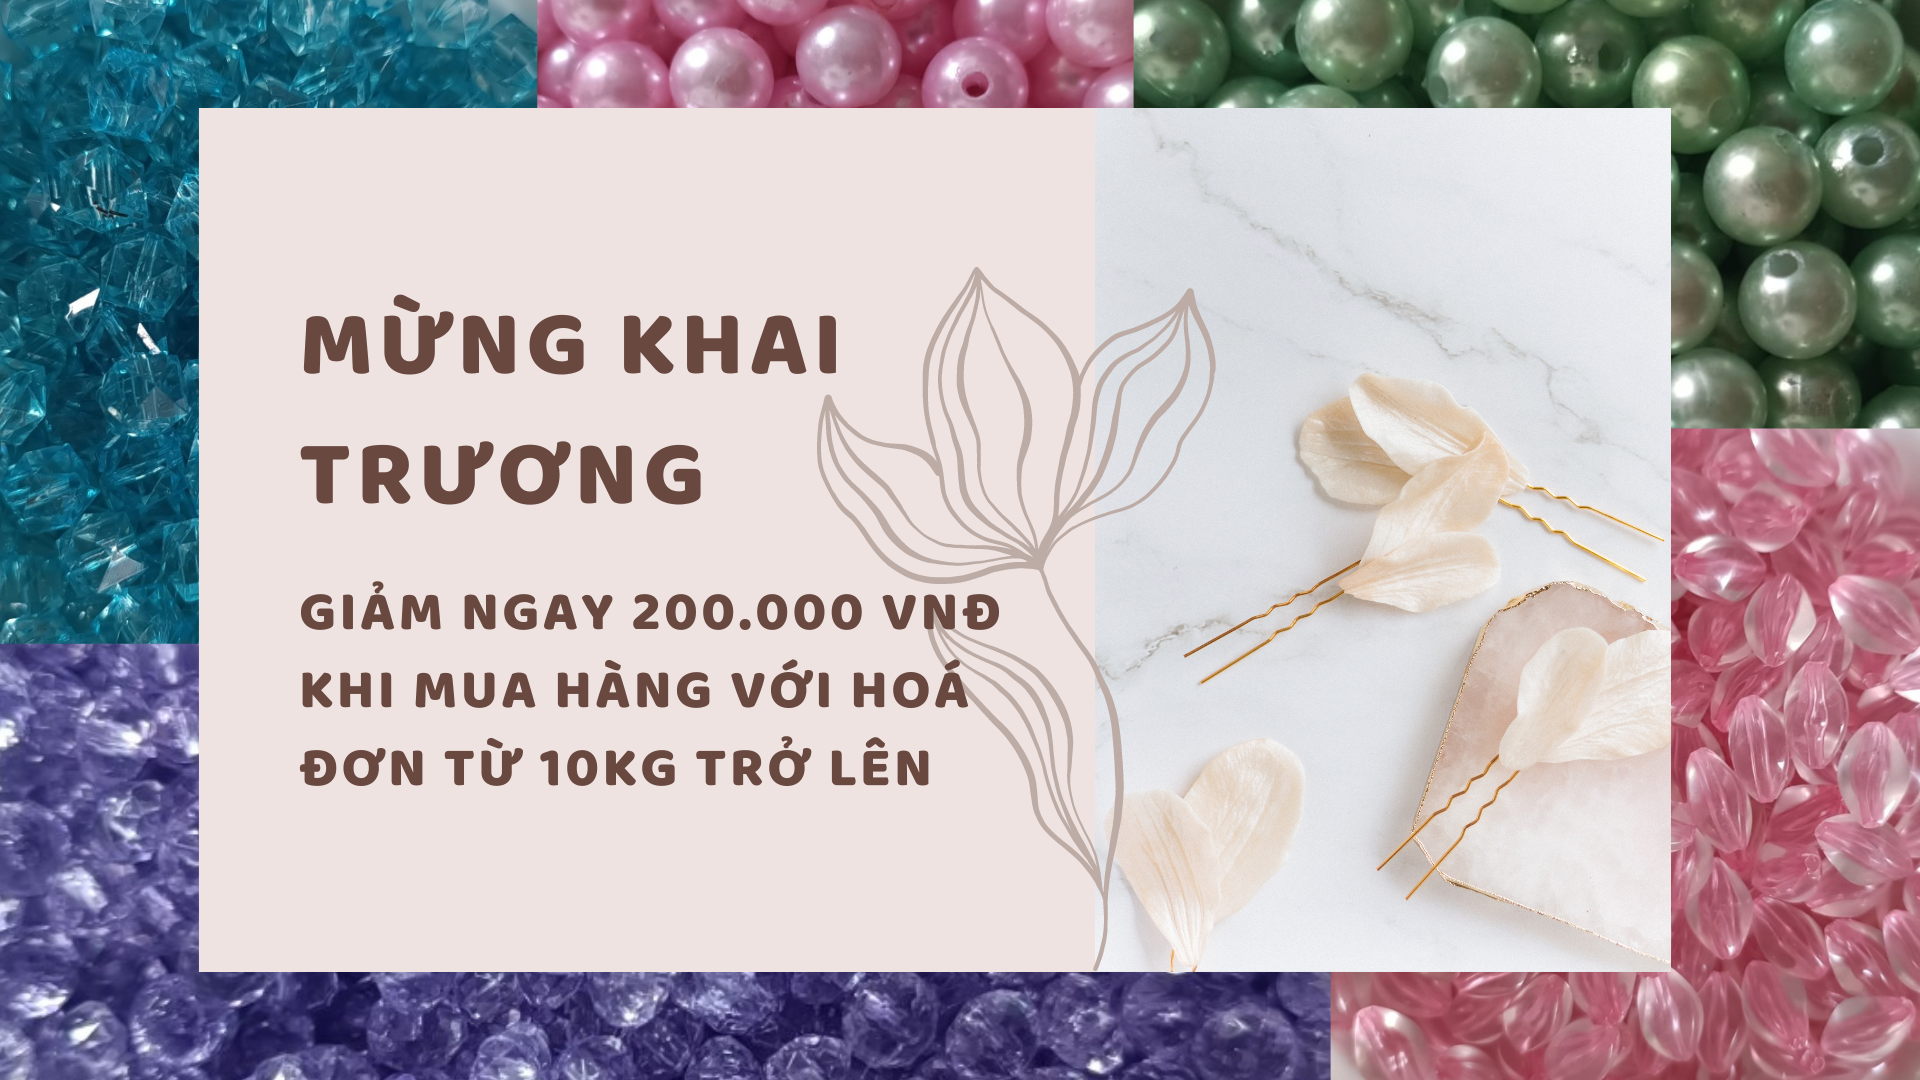 MỪNG KHAI
TRƯƠNG
GIẢM NGAY 200.000 VNĐ
KHI MUA HÀNG VỚI HOÁ
ĐƠN TỪ 10KG TRỞ LÊN